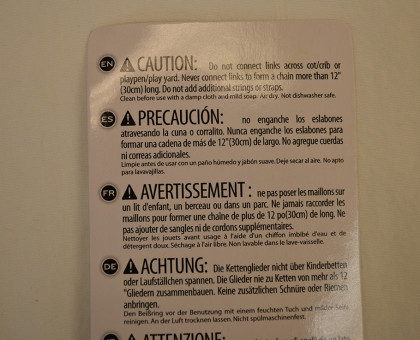 EN CAUTION: Do not connect links across cot/crib or
playpen/play yard. Never connect links to form a chain more than 12"
(30cm) long. Do not add additional strings or straps.
Clean before use with a damp cloth and mild soap. Air dry. Not dishwasher safe.
ES PRECAUCIÓN: no enganche los eslabones
atravesando la cuna o corralito. Nunca enganche los eslabones para
formar una cadena de más de 12"(30cm) de largo. No agregue cuerdas
ni correas adicionales.
Limpie antes de usar con un paño húmedo y jabón suave. Deje secar al aire. No apto
para lavavajillos.
FR AVERTISSEMENT : ne pas poser les maillons sur
un lit d'enfant, un berceau ou dans un parc. Ne jamais raccorder les
maillons pour former une chaîne de plus de 12 po(30cm) de long. Ne
pas ajouter de sangles ni de cordons supplémentaires.
Nettoyer les jouets avant usage à l'aide d'un chiffon imbibé d'eau et de
détergent doux. Séchage à l'air libre. Non lavable dans le lave-vaisselle.
DE ACHTUNG: Die Kettenglieder nicht über Kinderbetten
oder Laufställchen spannen. Die Glieder nie zu Ketten von mehr als 12
"Gliedern zusammenbauen. Keine zusätzlichen Schnüre oder Riemen
anbringen.
Den Beißring vor der Benutzung mit einem feuchten Tuch und milder Seife
reinigen. An der Luft trocknen lassen. Nicht spülmaschinenfest.
ATTENZIONE: